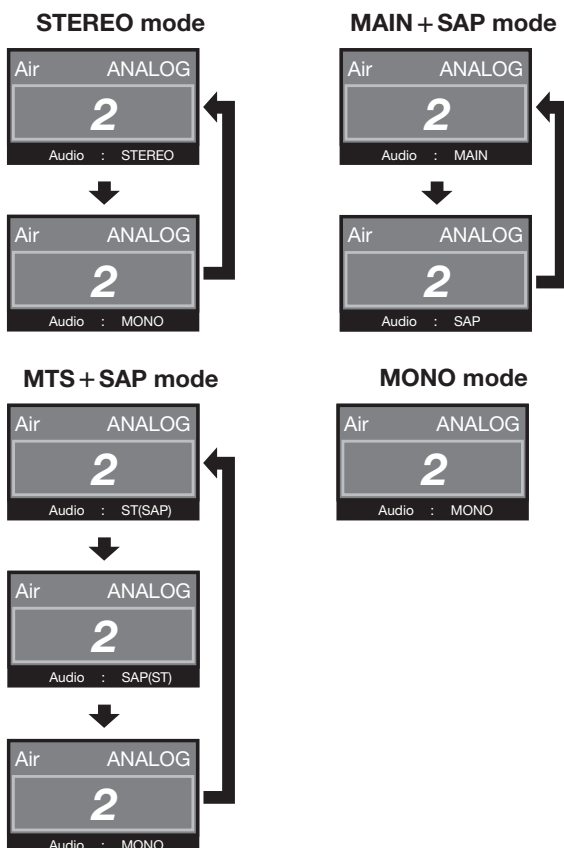 STEREO mode
Air ANALOG
2
Audio : STEREO
Air ANALOG
2
Audio : MONO
MAIN+SAP mode
Air ANALOG
2
Audio : MAIN
Air ANALOG
2
Audio : SAP
MTS+SAP mode
Air ANALOG
2
Audio : ST(SAP)
Air ANALOG
2
Audio : SAP(ST)
Air ANALOG
2
Audio : MONO
MONO mode
Air ANALOG
2
Audio : MONO